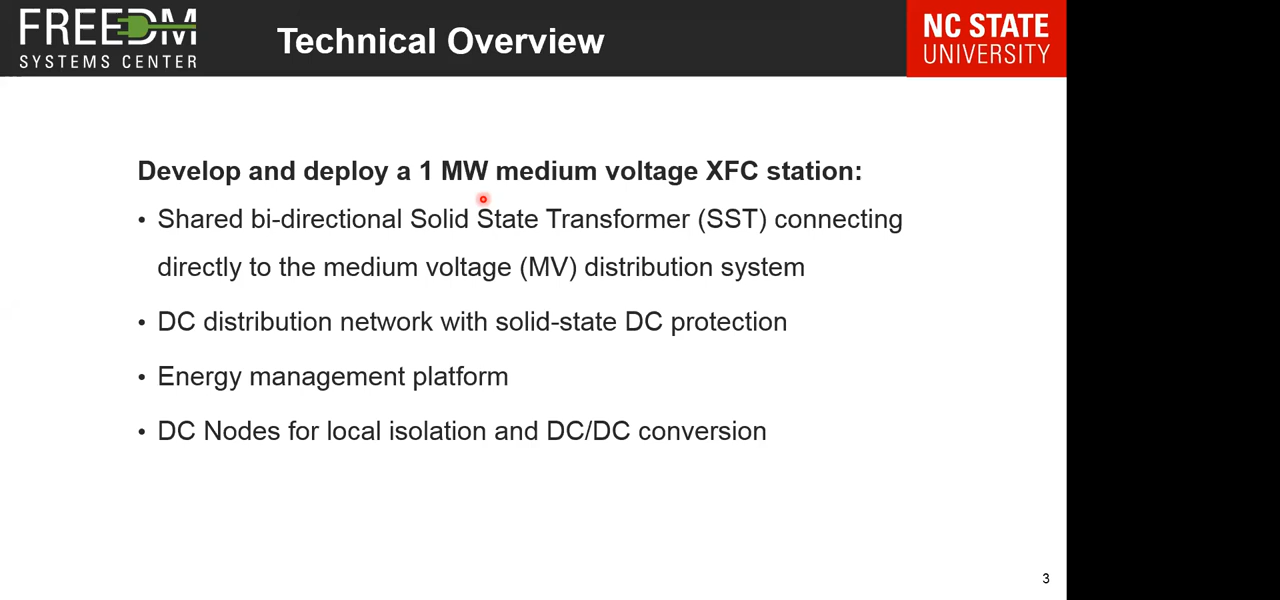 FREEDM
SYSTEMS CENTER
Technical Overview
NC STATE
UNIVERSITY
Develop and deploy a 1 MW medium voltage XFC station:
• Shared bi-directional Solid State Transformer (SST) connecting
directly to the medium voltage (MV) distribution system
• DC distribution network with solid-state DC protection
• Energy management platform
• DC Nodes for local isolation and DC/DC conversion
3